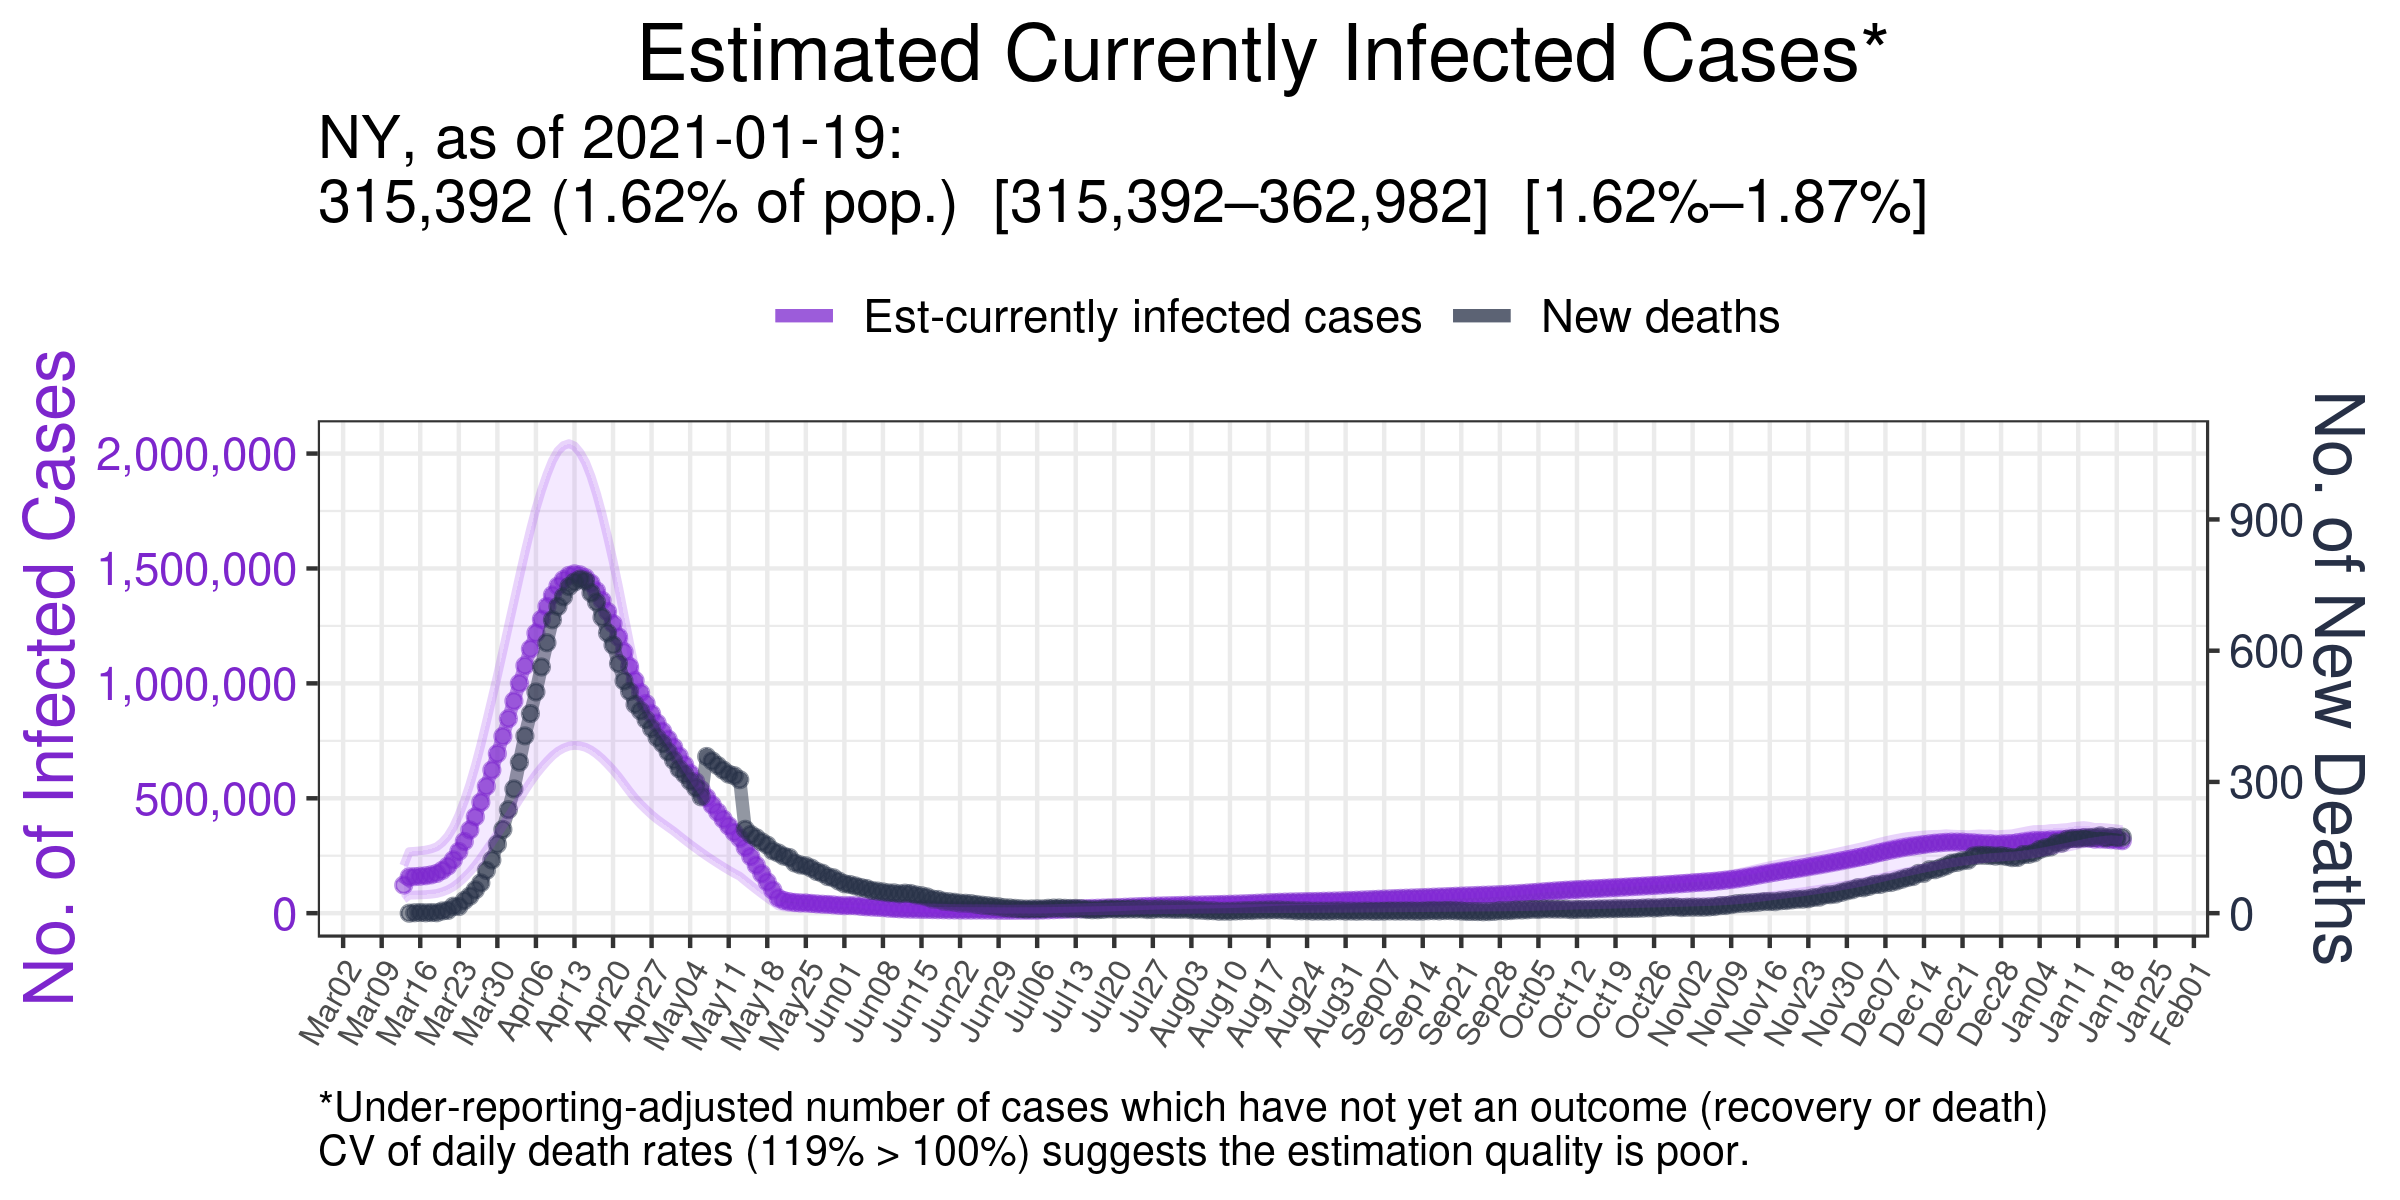 Estimated Currently Infected Cases*
NY, as of 2021-01-19:
315,392 (1.62% of pop.)  [315,392–362,982]  [1.62%–1.87%]
Est-currently infected cases
New deaths
No. of Infected Cases
2,000,000
1,500,000
1,000,000
500,000
0
No. of New Deaths
900
600
300
0
Mar02
Mar09
Mar16
Mar23
Mar30
Apr06
Apr13
Apr20
Apr27
May04
May11
May18
May25
Jun01
Jun08
Jun15
Jun22
Jun29
Jul06
Jul13
Jul20
Jul27
Aug03
Aug10
Aug17
Aug24
Aug31
Sep07
Sep14
Sep21
Sep28
Oct05
Oct12
Oct19
Oct26
Nov02
Nov09
Nov16
Nov23
Nov30
Dec07
Dec14
Dec21
Dec28
Jan04
Jan11
Jan18
Jan25
Feb01
*Under-reporting-adjusted number of cases which have not yet an outcome (recovery or death)
CV of daily death rates (119% > 100%) suggests the estimation quality is poor.